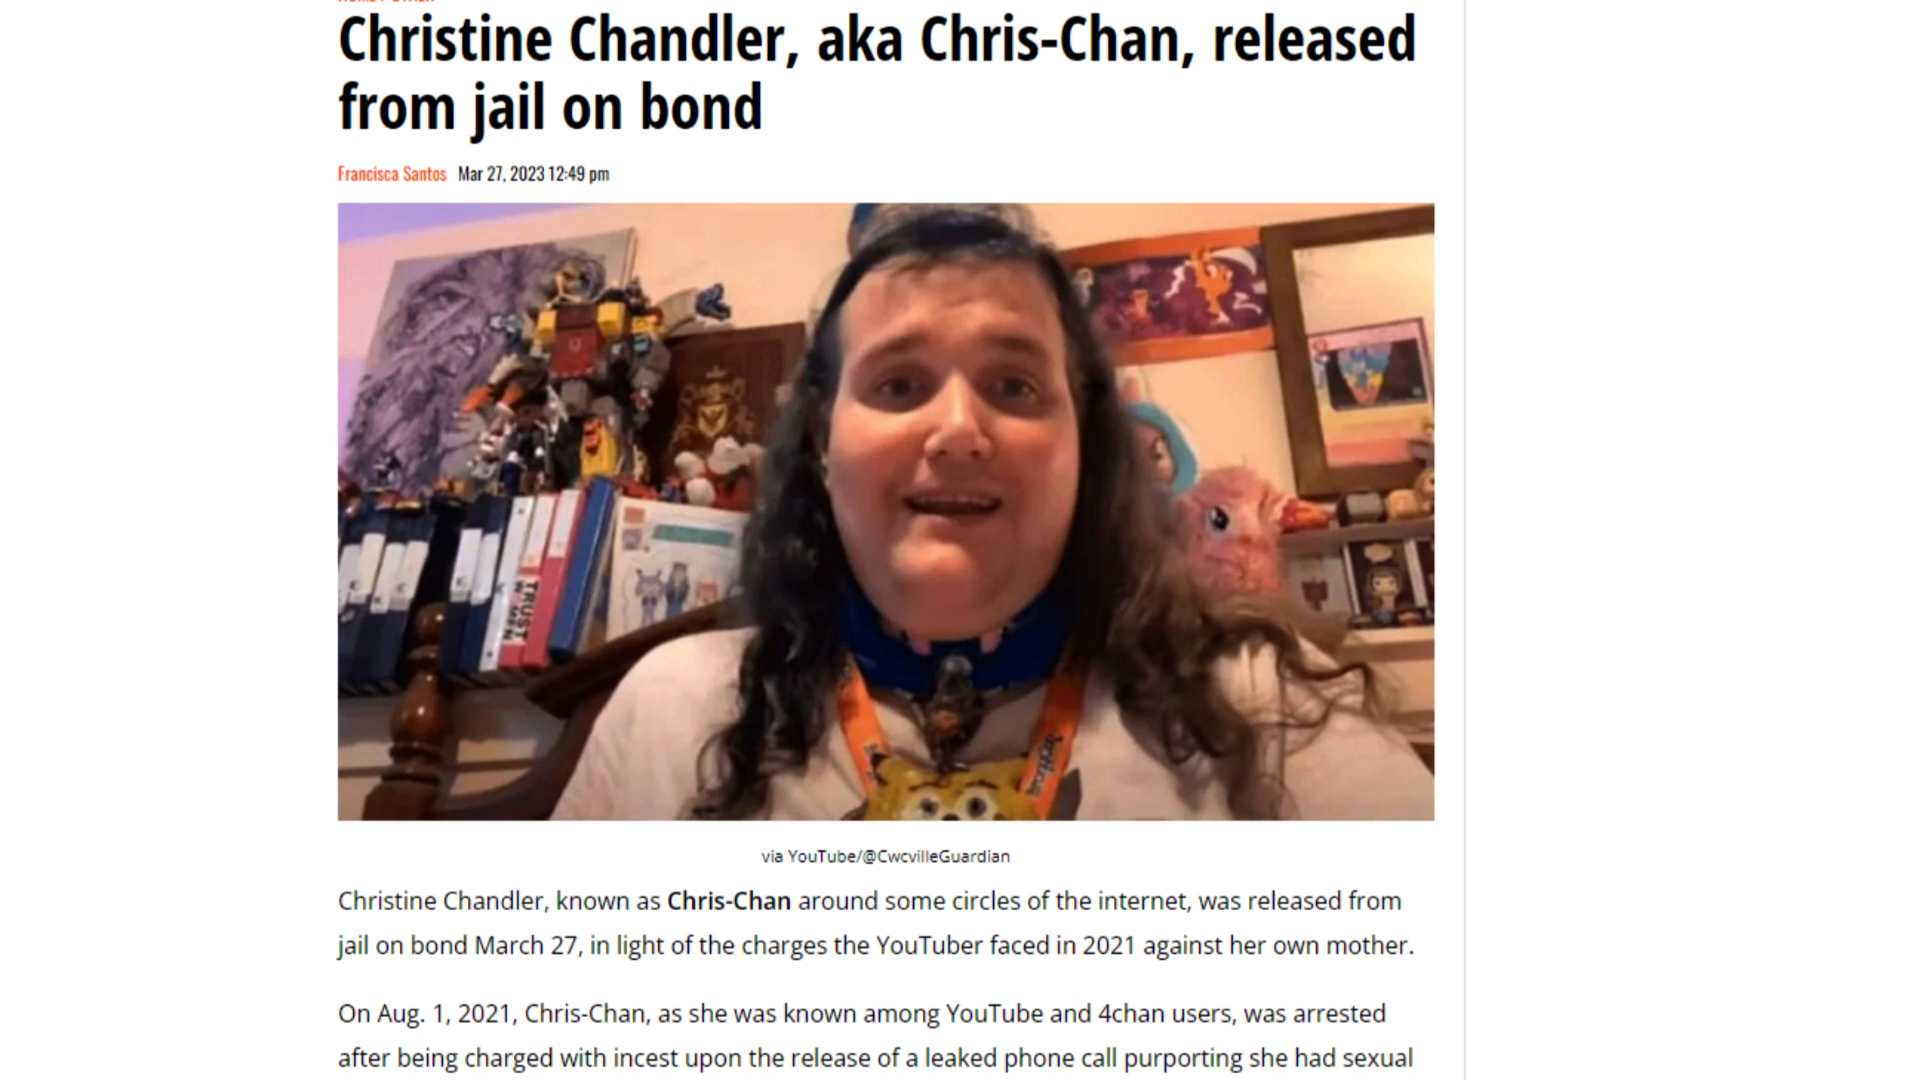 Christine Chandler, aka Chris-Chan, released
from jail on bond
Francisca Santos Mar 27, 2023 12:49 pm
TRUST
via YouTube/@CwcvilleGuardian
Christine Chandler, known as Chris-Chan around some circles of the internet, was released from
jail on bond March 27, in light of the charges the YouTuber faced in 2021 against her own mother.
On Aug. 1, 2021, Chris-Chan, as she was known among YouTube and 4chan users, was arrested
after being charged with incest upon the release of a leaked phone call purporting she had sexual